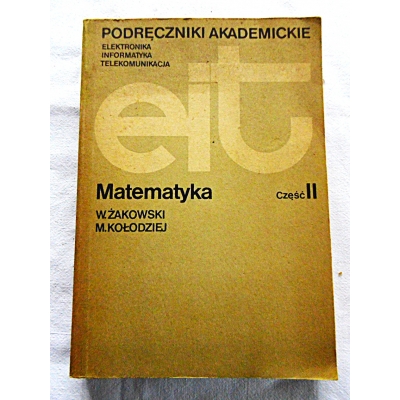 PODRĘCZNIKI AKADEMICKIE
ELEKTRONIKA
INFORMATYKA
TELEKOMUNIKACJA
eit
Matematyka Część II
W.ŻAKOWSKI
M.KOŁODZIEJ